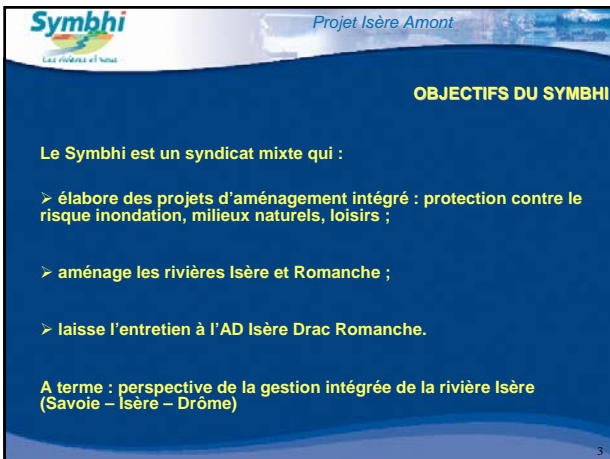 Symbhi
Les rivières et vous
Projet Isère Amont
OBJECTIFS DU SYMBHI
Le Symbhi est un syndicat mixte qui :
➢ élabore des projets d’aménagement intégré : protection contre le
risque inondation, milieux naturels, loisirs ;
➢ aménage les rivières Isère et Romanche ;
➢ laisse l’entretien à l’AD Isère Drac Romanche.
A terme : perspective de la gestion intégrée de la rivière Isère
(Savoie – Isère – Drôme)
3